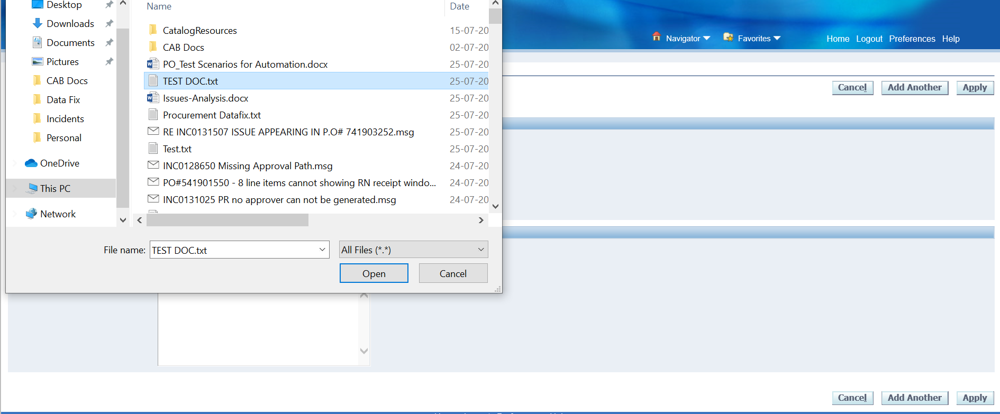 Desktop
Downloads
Documents
Pictures
CAB Docs
Data Fix
Incidents
Personal
OneDrive
This PC
Network
Name Date
CatalogResources 15-07-20
CAB Docs 02-07-20
PO_Test Scenarios for Automation.docx 25-07-20
TEST DOC.txt 25-07-20
Issues-Analysis.docx 25-07-20
Procurement Datafix.txt 25-07-20
RE INC0131507 ISSUE APPEARING IN P.O# 741903252.msg 25-07-20
Test.txt 25-07-20
INC0128650 Missing Approval Path.msg 24-07-20
PO#541901550 - 8 line items cannot showing RN receipt windo... 24-07-20
INC0131025 PR no approver can not be generated.msg 24-07-20
File name: TEST DOC.txt All Files (*.*)
Open Cancel
Navigator Favorites Home Logout Preferences Help
Cancel Add Another Apply
Cancel Add Another Apply